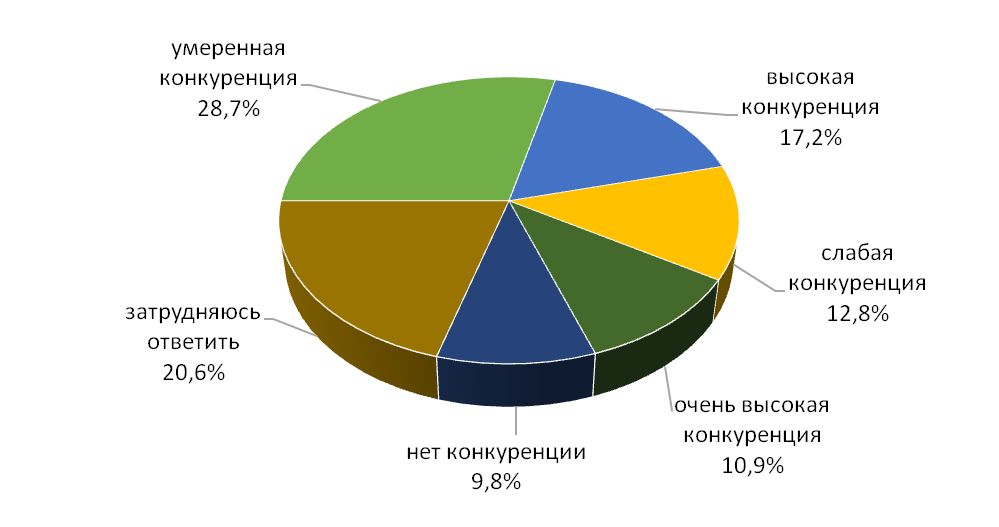 умеренная
конкуренция
28,7%
высокая
конкуренция
17,2%
слабая
конкуренция
12,8%
затрудняюсь
ответить
20,6%
очень высокая
конкуренция
10,9%
нет конкуренции
9,8%